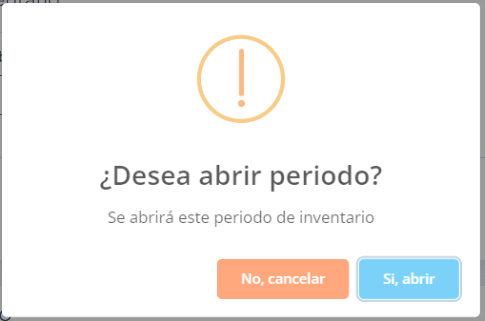 ¿Desea abrir periodo?
Se abrirá este periodo de inventario
No, cancelar
Si, abrir